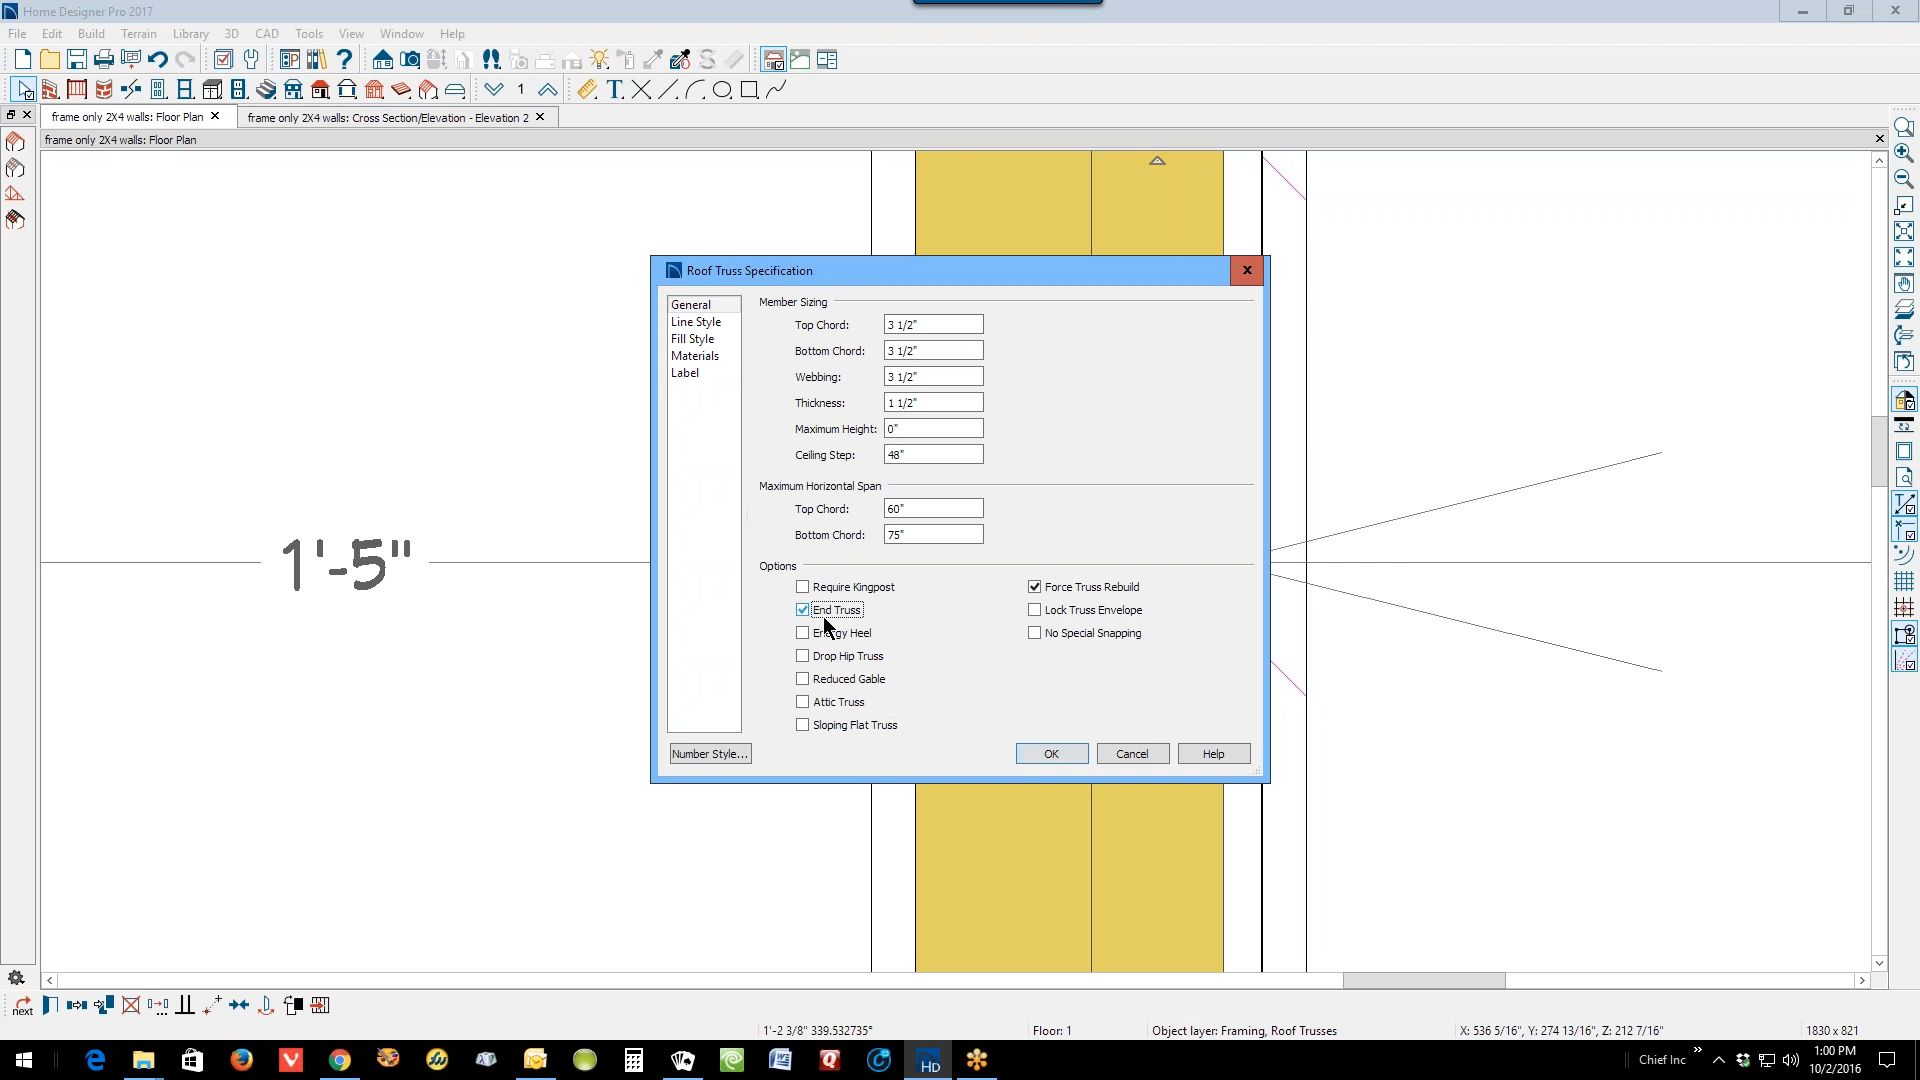 Home Designer Pro 2017
File Edit Build Terrain Library 3D CAD Tools View Window Help
1
frame only 2X4 walls: Floor Plan
frame only 2X4 walls: Cross Section/Elevation - Elevation 2
frame only 2X4 walls: Floor Plan
1'-5"
Roof Truss Specification
General
Line Style
Fill Style
Materials
Label
Member Sizing
Top Chord: 3 1/2"
Bottom Chord: 3 1/2"
Webbing: 3 1/2"
Thickness: 1 1/2"
Maximum Height: 0"
Ceiling Step: 48"
Maximum Horizontal Span
Top Chord: 60"
Bottom Chord: 75"
Options
Require Kingpost Force Truss Rebuild
End Truss Lock Truss Envelope
Energy Heel No Special Snapping
Drop Hip Truss
Reduced Gable
Attic Truss
Sloping Flat Truss
Number Style... OK Cancel Help
next
1'-2 3/8" 339.532735° Floor: 1 Object layer: Framing, Roof Trusses X: 536 5/16", Y: 274 13/16", Z: 212 7/16" 1830 x 821
HD Chief Inc 1:00 PM
10/2/2016